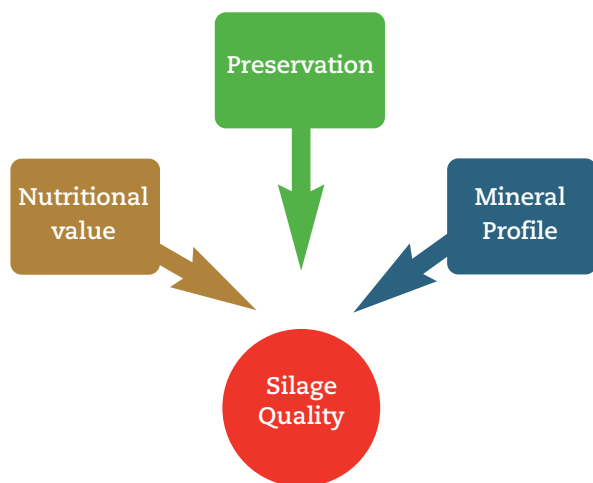 Preservation
Nutritional
value
Mineral
Profile
Silage
Quality